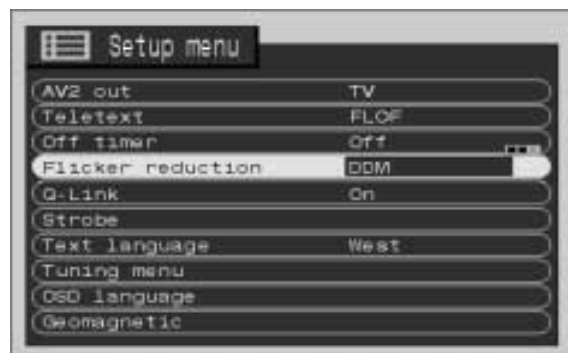 Setup menu
AV2 out TV
Teletext FLOF
Off timer Off
Flicker reduction DDM
Q-Link On
Strobe
Text language West
Tuning menu
OSD language
Geomagnetic